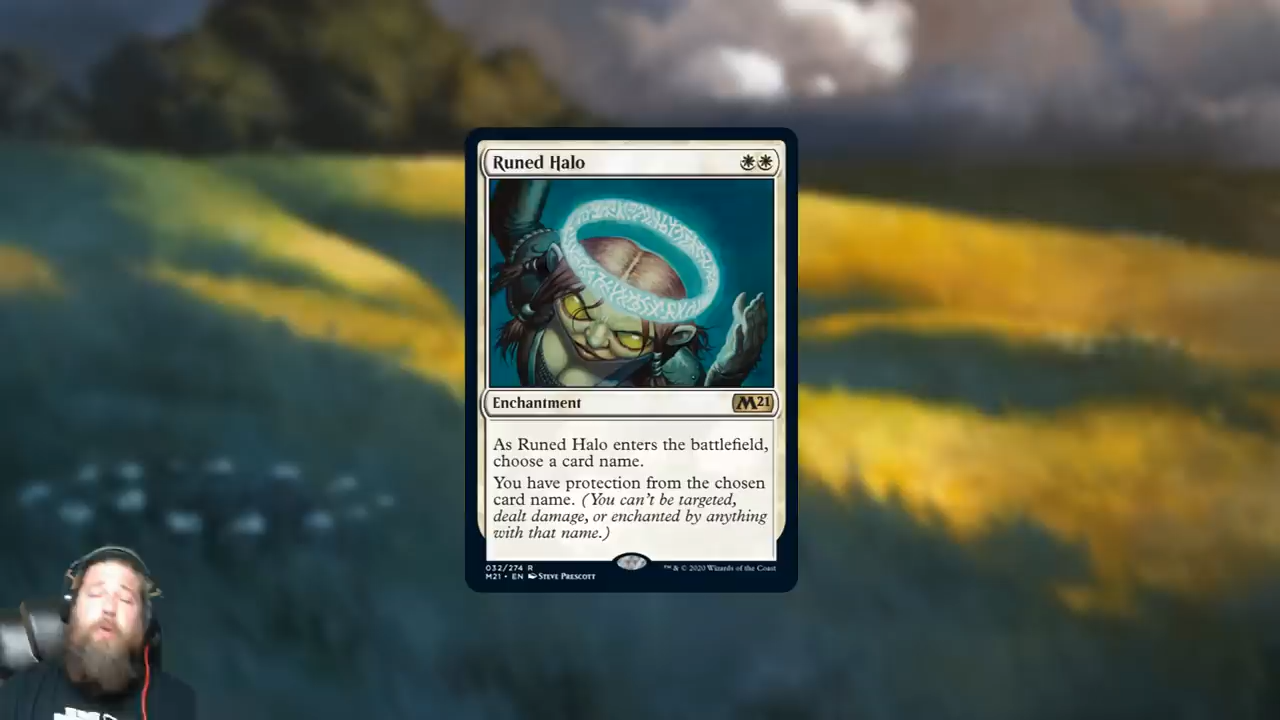 Runed Halo
Enchantment
M21
As Runed Halo enters the battlefield,
choose a card name.
You have protection from the chosen
card name. (You can't be targeted,
dealt damage, or enchanted by anything
with that name.)
032/274 R
M21 • EN Steve Prescott
™ & © 2020 Wizards of the Coast